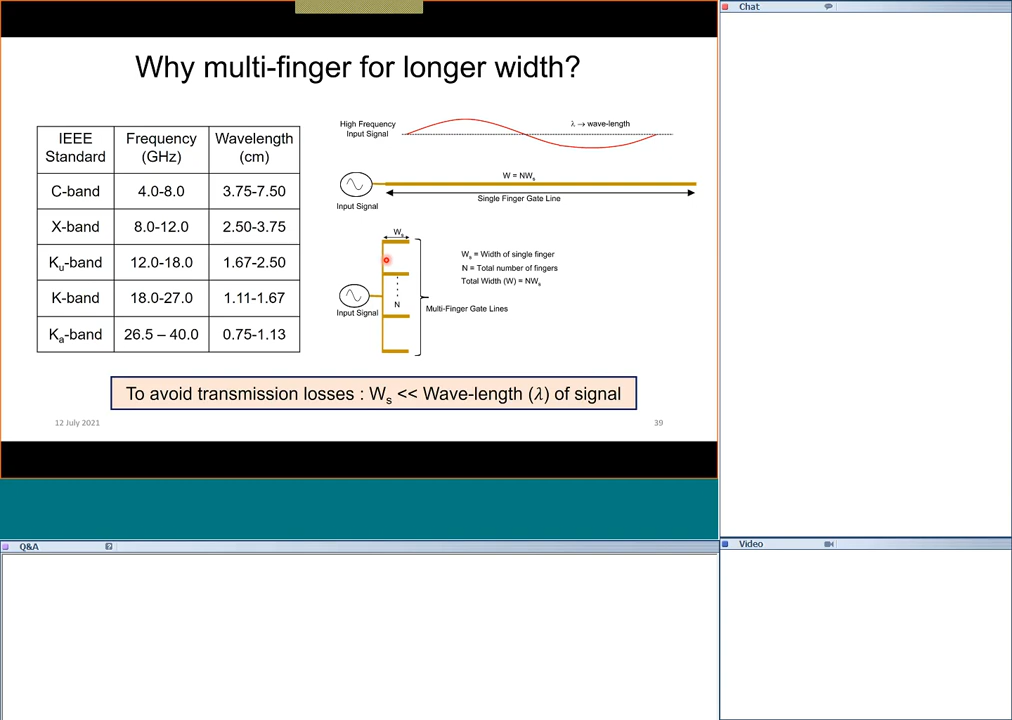 Chat
Why multi-finger for longer width?
IEEE Standard
Frequency (GHz)
Wavelength (cm)
C-band 4.0-8.0 3.75-7.50
X-band 8.0-12.0 2.50-3.75
Ku-band 12.0-18.0 1.67-2.50
K-band 18.0-27.0 1.11-1.67
Ka-band 26.5 – 40.0 0.75-1.13
High Frequency
Input Signal
λ → wave-length
W = NWs
Single Finger Gate Line
Input Signal
Ws
Ws = Width of single finger
N = Total number of fingers
Total Width (W) = NWs
N
Input Signal
Multi-Finger Gate Lines
To avoid transmission losses : Ws << Wave-length (λ) of signal
12 July 2021
39
Q&A
Video